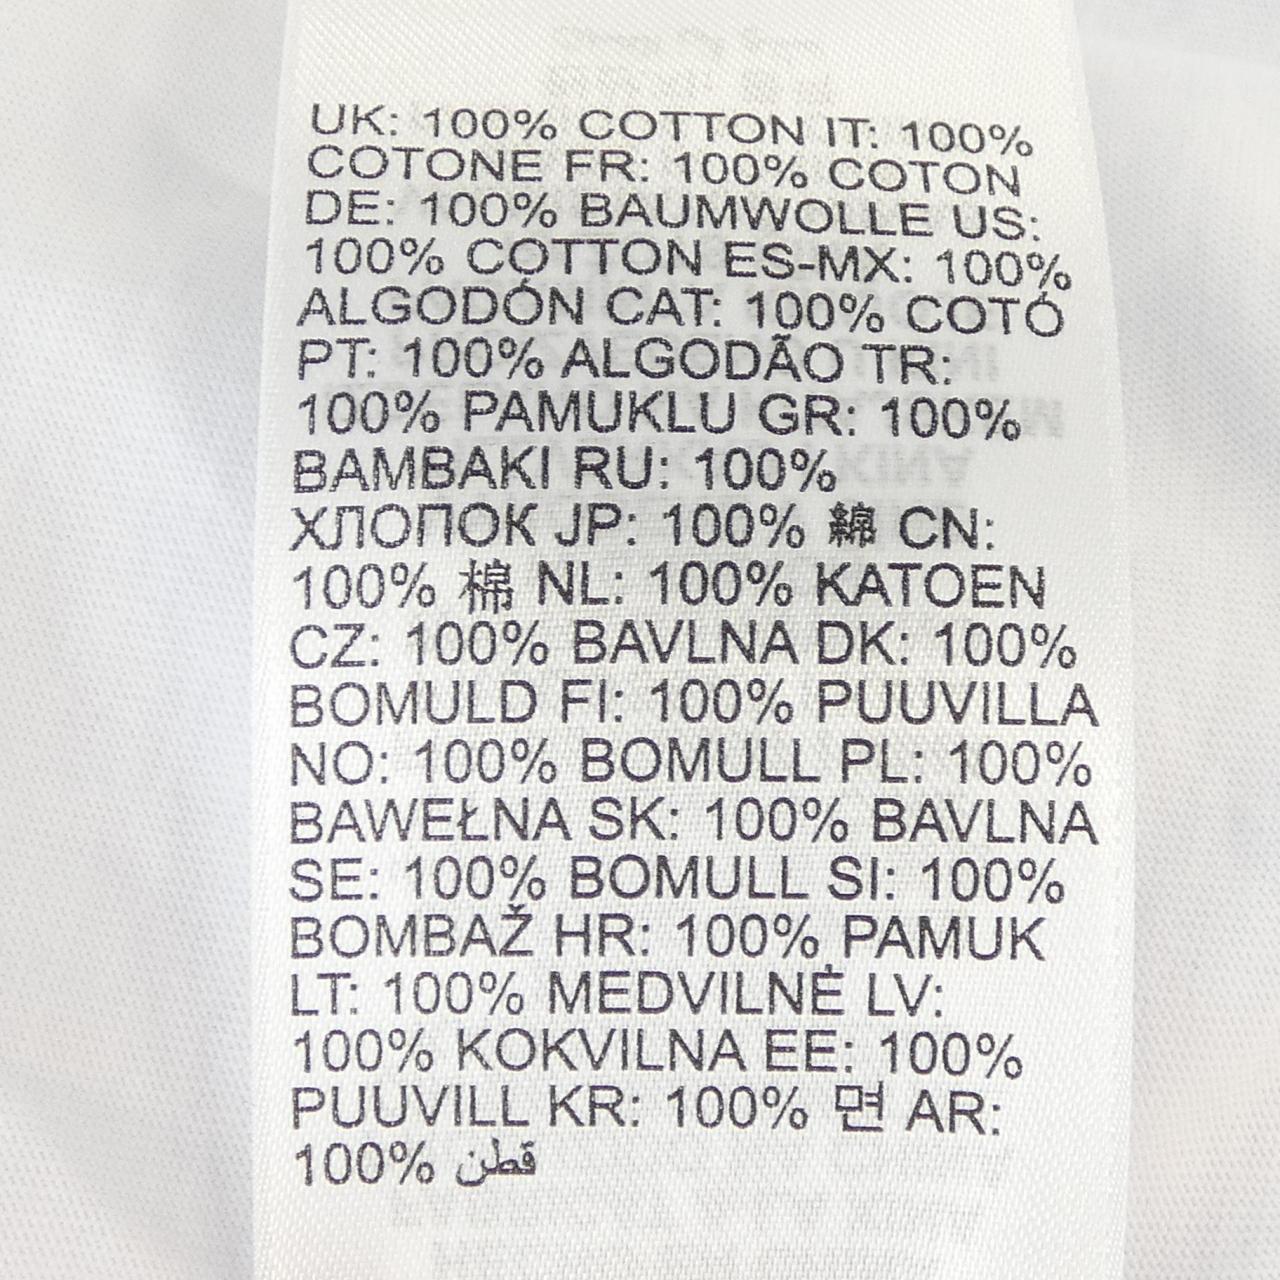 UK: 100% COTTON IT: 100%
COTONE FR: 100% COTON
DE: 100% BAUMWOLLE US:
100% COTTON ES-MX: 100%
ALGODÓN CAT: 100% COTÓ
PT: 100% ALGODÃO TR:
100% PAMUKLU GR: 100%
BAMBAKI RU: 100%
ХЛОПОК JP: 100% 綿 CN:
100% 棉 NL: 100% KATOEN
CZ: 100% BAVLNA DK: 100%
BOMULD FI: 100% PUUVILLA
NO: 100% BOMULL PL: 100%
BAWEŁNA SK: 100% BAVLNA
SE: 100% BOMULL SI: 100%
BOMBAŽ HR: 100% PAMUK
LT: 100% MEDVILNĖ LV:
100% KOKVILNA EE: 100%
PUUVILL KR: 100% 면 AR:
100% قطن